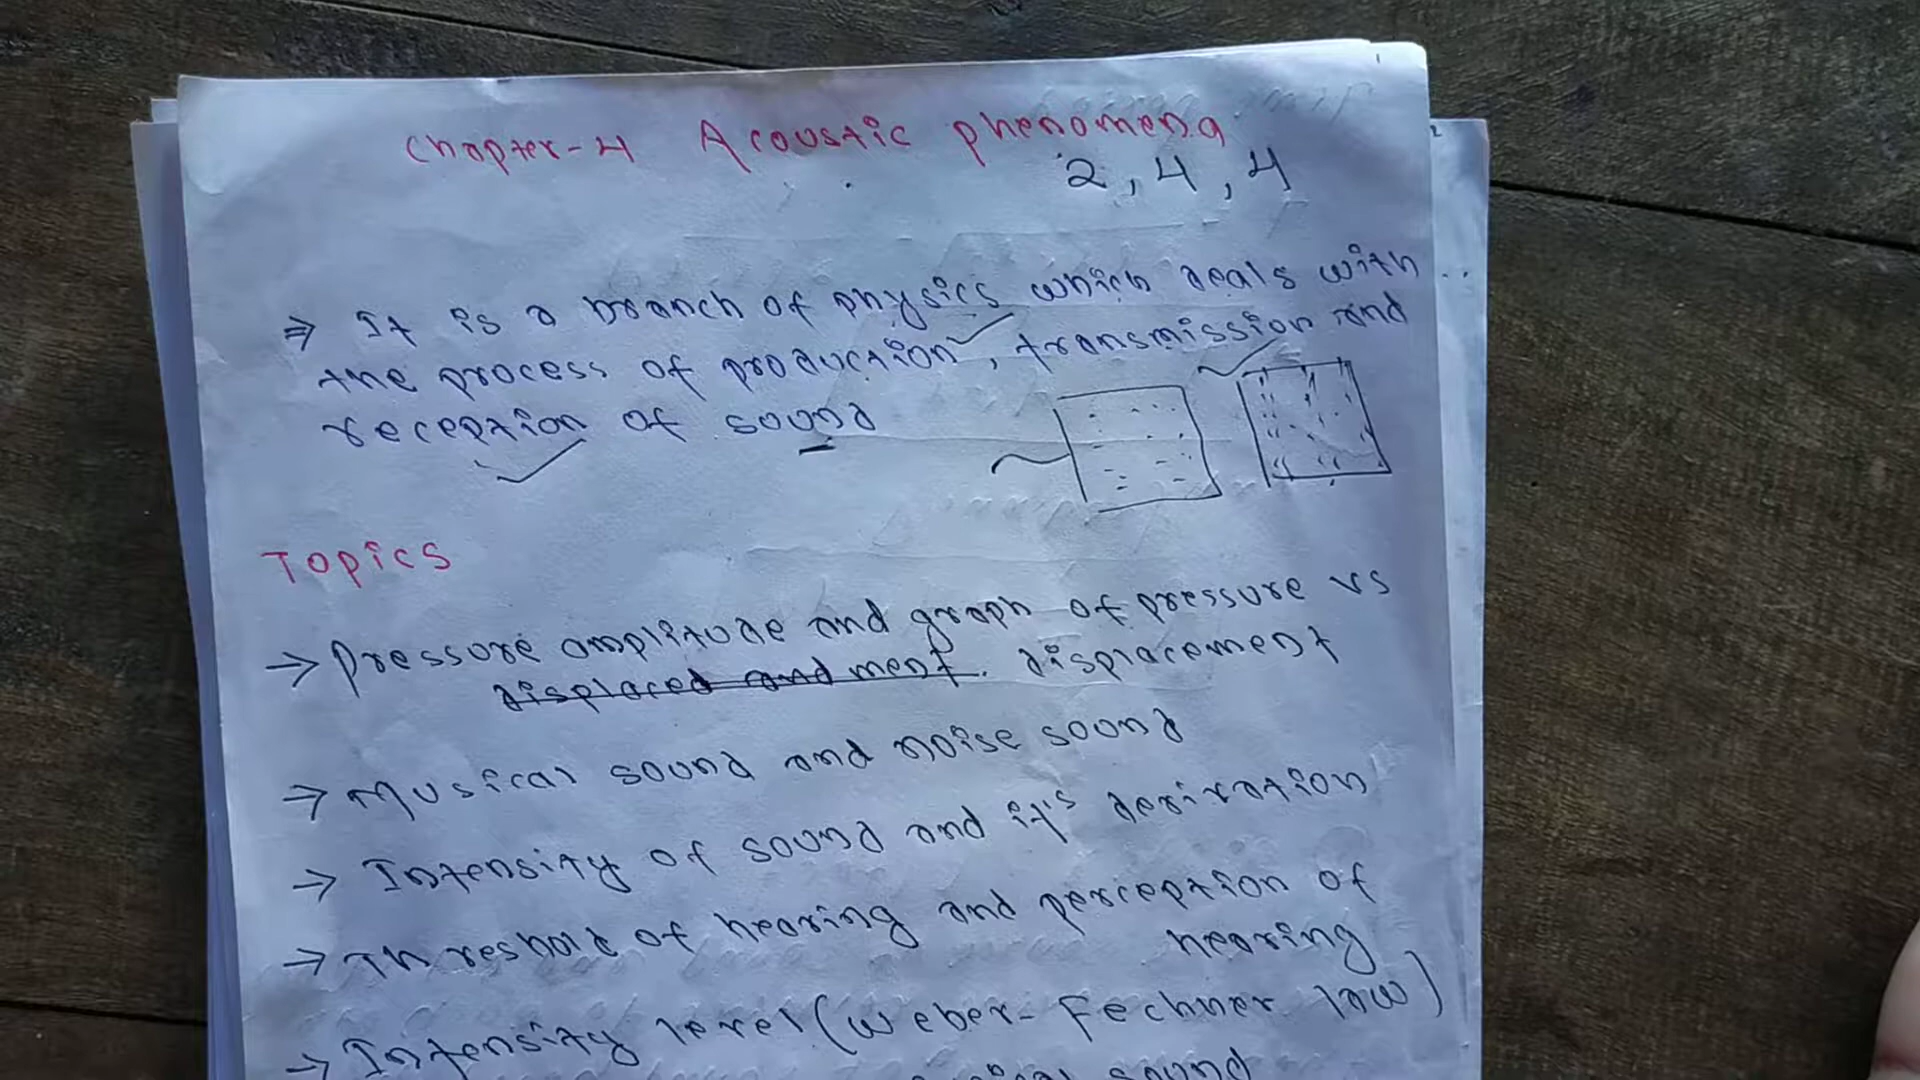 Chapter-4 Acoustic phenomena
2, 4, 4
⇒ It is a branch of physics which deals with
the process of production, transmission and
reception of sound
Topics
→ Pressure amplitude and graph of pressure vs
displaced and ment. displacement
→ Musical sound and noise sound
→ Intensity of sound and it's derivation
→ Threshold of hearing and perception of
hearing
→ Intensity level (Weber-Fechner law)
sound